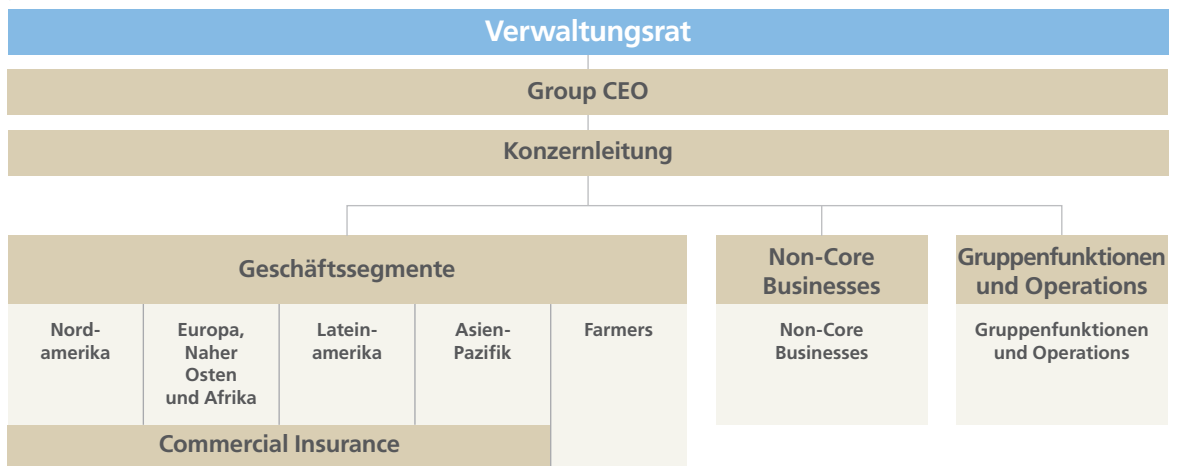 Verwaltungsrat
Group CEO
Konzernleitung
Geschäftssegmente
Nord-
amerika
Europa,
Naher
Osten
und Afrika
Latein-
amerika
Asien-
Pazifik
Farmers
Commercial Insurance
Non-Core
Businesses
Non-Core
Businesses
Gruppenfunktionen
und Operations
Gruppenfunktionen
und Operations